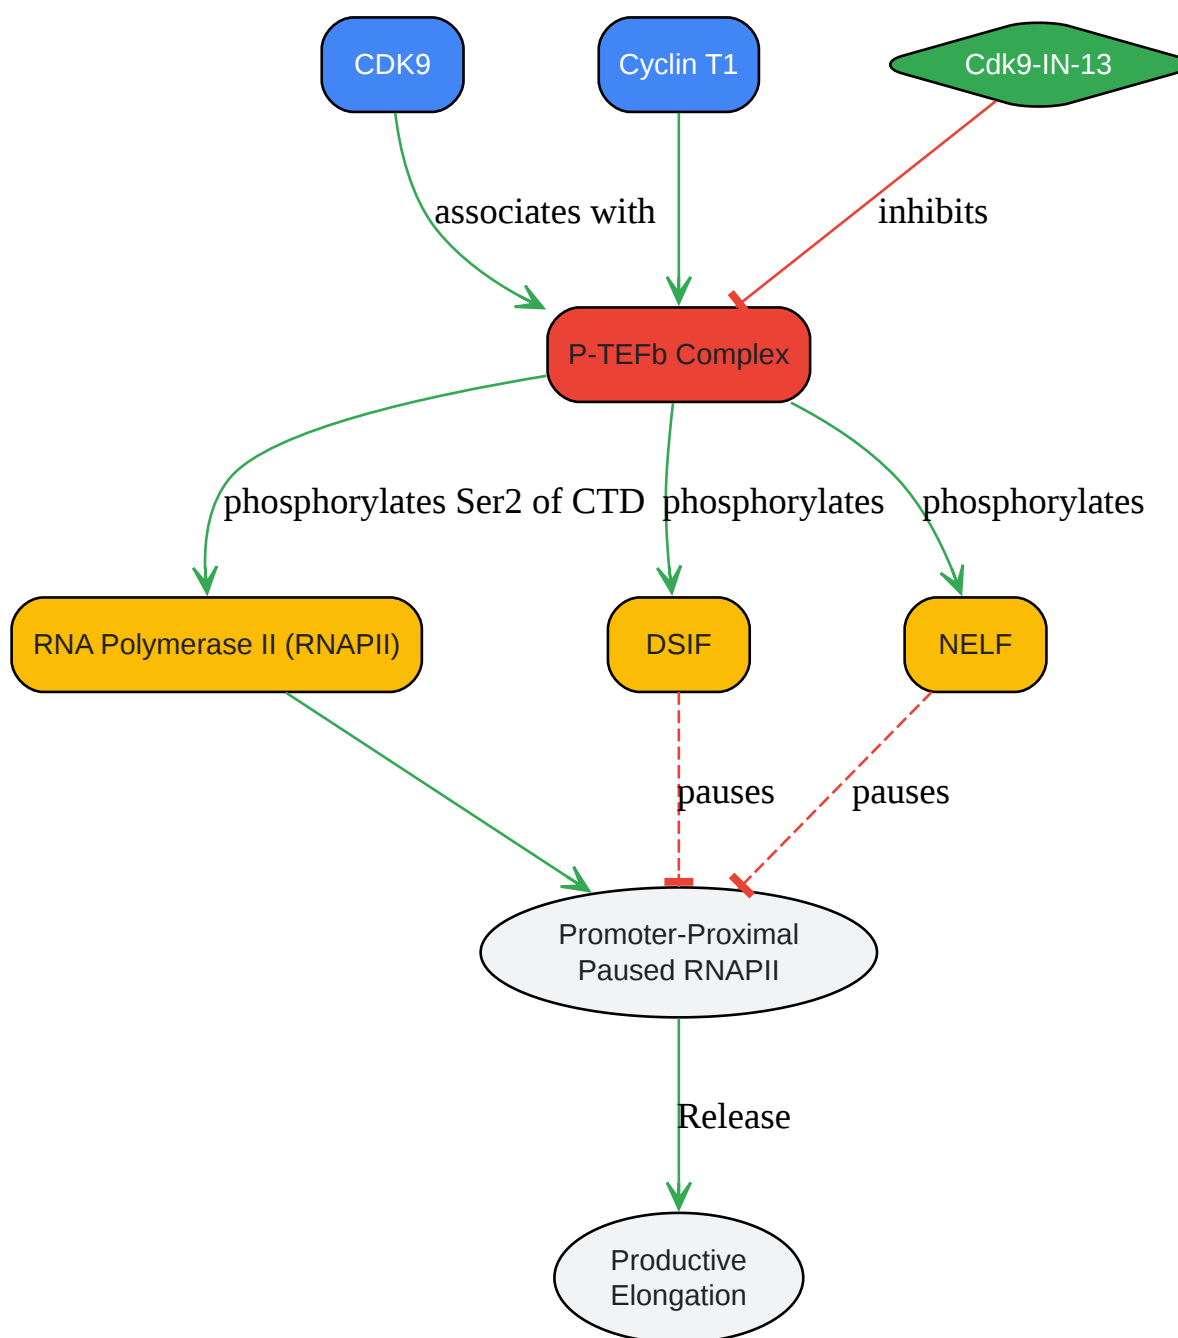 CDK9
Cyclin T1
Cdk9-IN-13
associates with
inhibits
P-TEFb Complex
phosphorylates Ser2 of CTD
phosphorylates
phosphorylates
RNA Polymerase II (RNAPII)
DSIF
NELF
pauses
pauses
Promoter-Proximal
Paused RNAPII
Release
Productive
Elongation